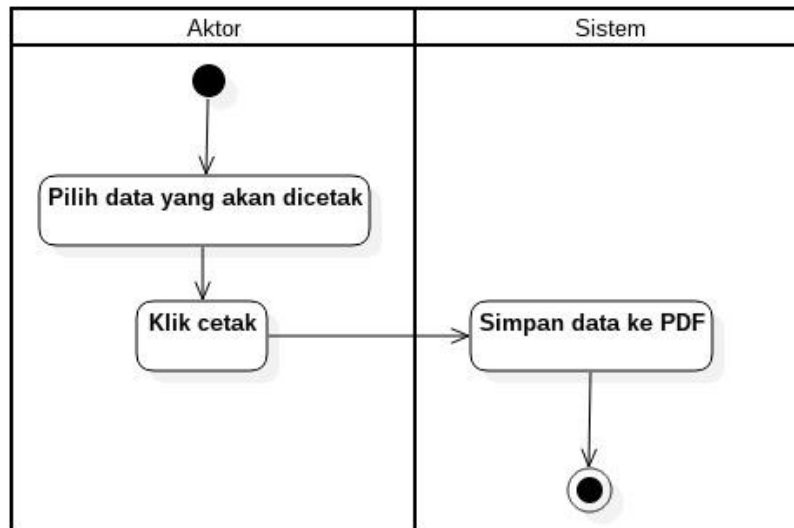 Aktor
Sistem
Pilih data yang akan dicetak
Klik cetak
Simpan data ke PDF